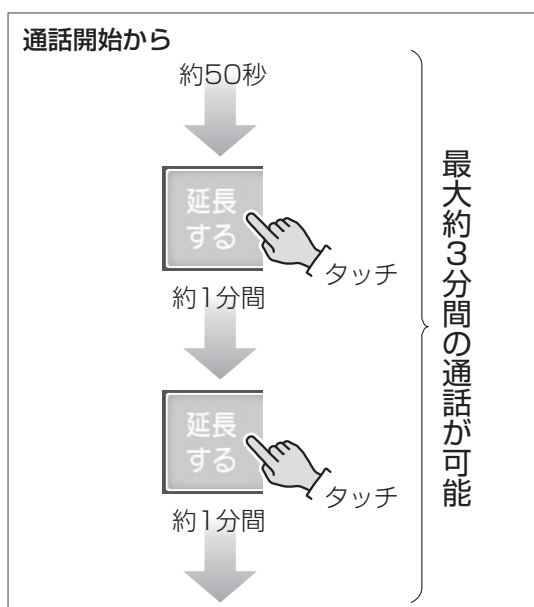 通話開始から
約50秒
延長
する
タッチ
約1分間
延長
する
タッチ
約1分間
最大約3分間の通話が可能